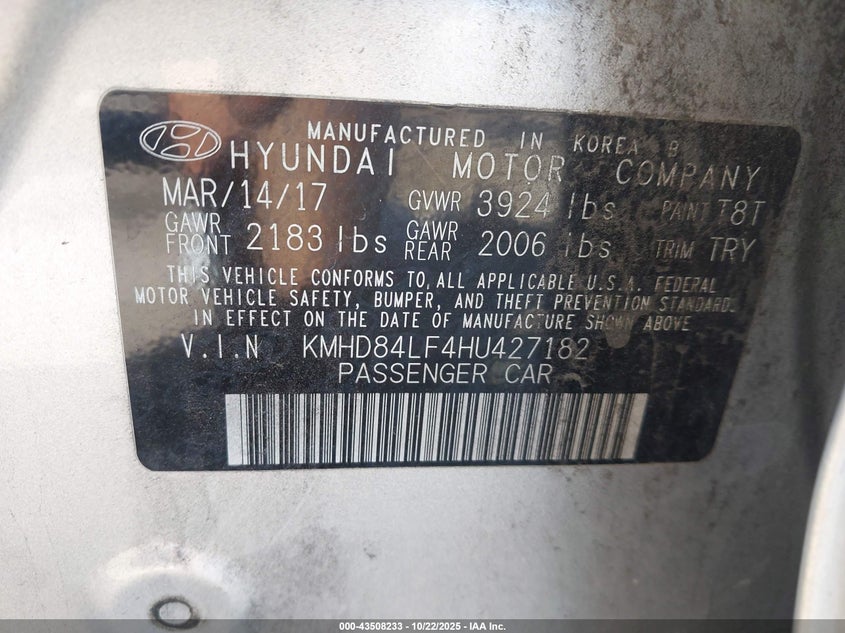 MANUFACTURED IN KOREA B
HYUNDAI MOTOR COMPANY
MAR/14/17 GVWR 3924 lbs PAINT T8T
GAWR FRONT 2183 lbs GAWR REAR 2006 lbs TRIM TRY
THIS VEHICLE CONFORMS TO ALL APPLICABLE U.S.A. FEDERAL
MOTOR VEHICLE SAFETY, BUMPER, AND THEFT PREVENTION STANDARDS
IN EFFECT ON THE DATE OF MANUFACTURE SHOWN ABOVE
V.I.N KMHD84LF4HU427182
PASSENGER CAR
000-43508233 - 10/22/2025 - IAA Inc.